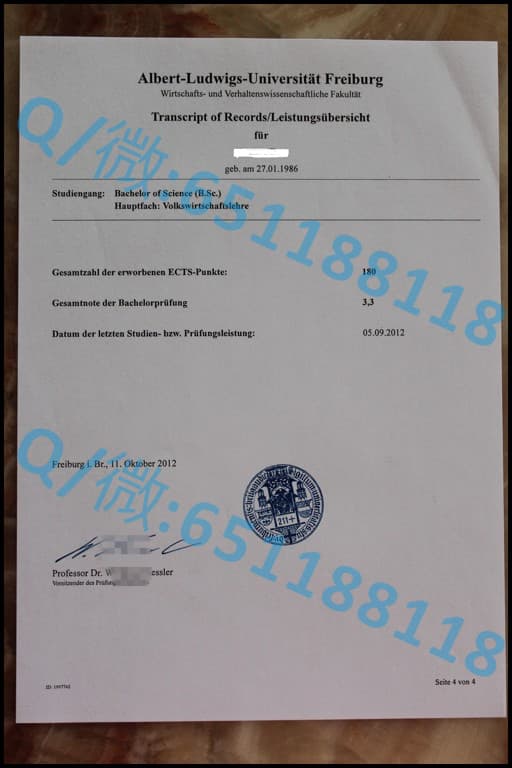 Albert-Ludwigs-Universität Freiburg
Wirtschafts- und Verhaltenswissenschaftliche Fakultät
Transcript of Records/Leistungsübersicht
für
geb. am 27.01.1986
Studiengang: Bachelor of Science (B.Sc.)
Hauptfach: Volkswirtschaftslehre
Q/微:651188118
Gesamtzahl der erworbenen ECTS-Punkte: 180
Gesamtnote der Bachelorprüfung 3,3
Datum der letzten Studien- bzw. Prüfungsleistung: 05.09.2012
Freiburg i. Br., 11. Oktober 2012
Q/微:651188118
Professor Dr. W essler
Vorsitzender des Prüfung
Seite 4 von 4